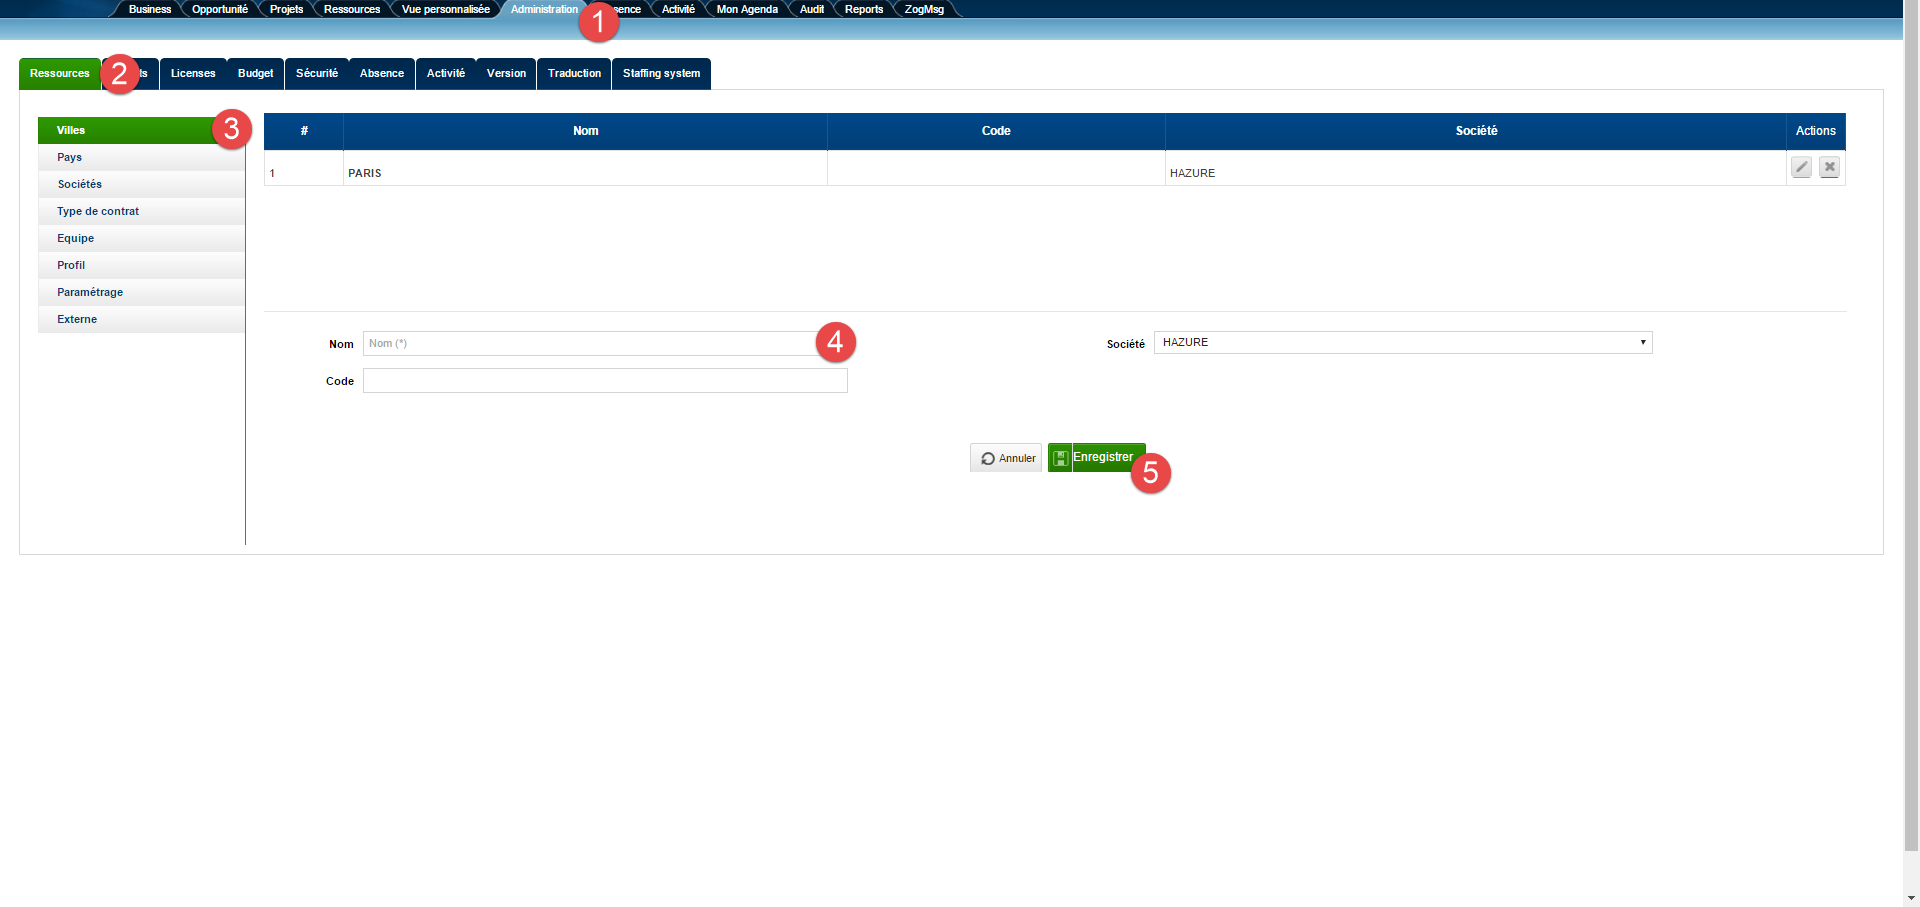 Business Opportunité Projets Ressources Vue personnalisée Administration 1 sence Activité Mon Agenda Audit Reports ZogMsg
Ressources 2 ts Licenses Budget Sécurité Absence Activité Version Traduction Staffing system
Villes 3
Pays
Sociétés
Type de contrat
Equipe
Profil
Paramétrage
Externe
# Nom Code Société Actions
1 PARIS HAZURE
Nom Nom (*) 4 Société HAZURE
Code
Annuler Enregistrer 5